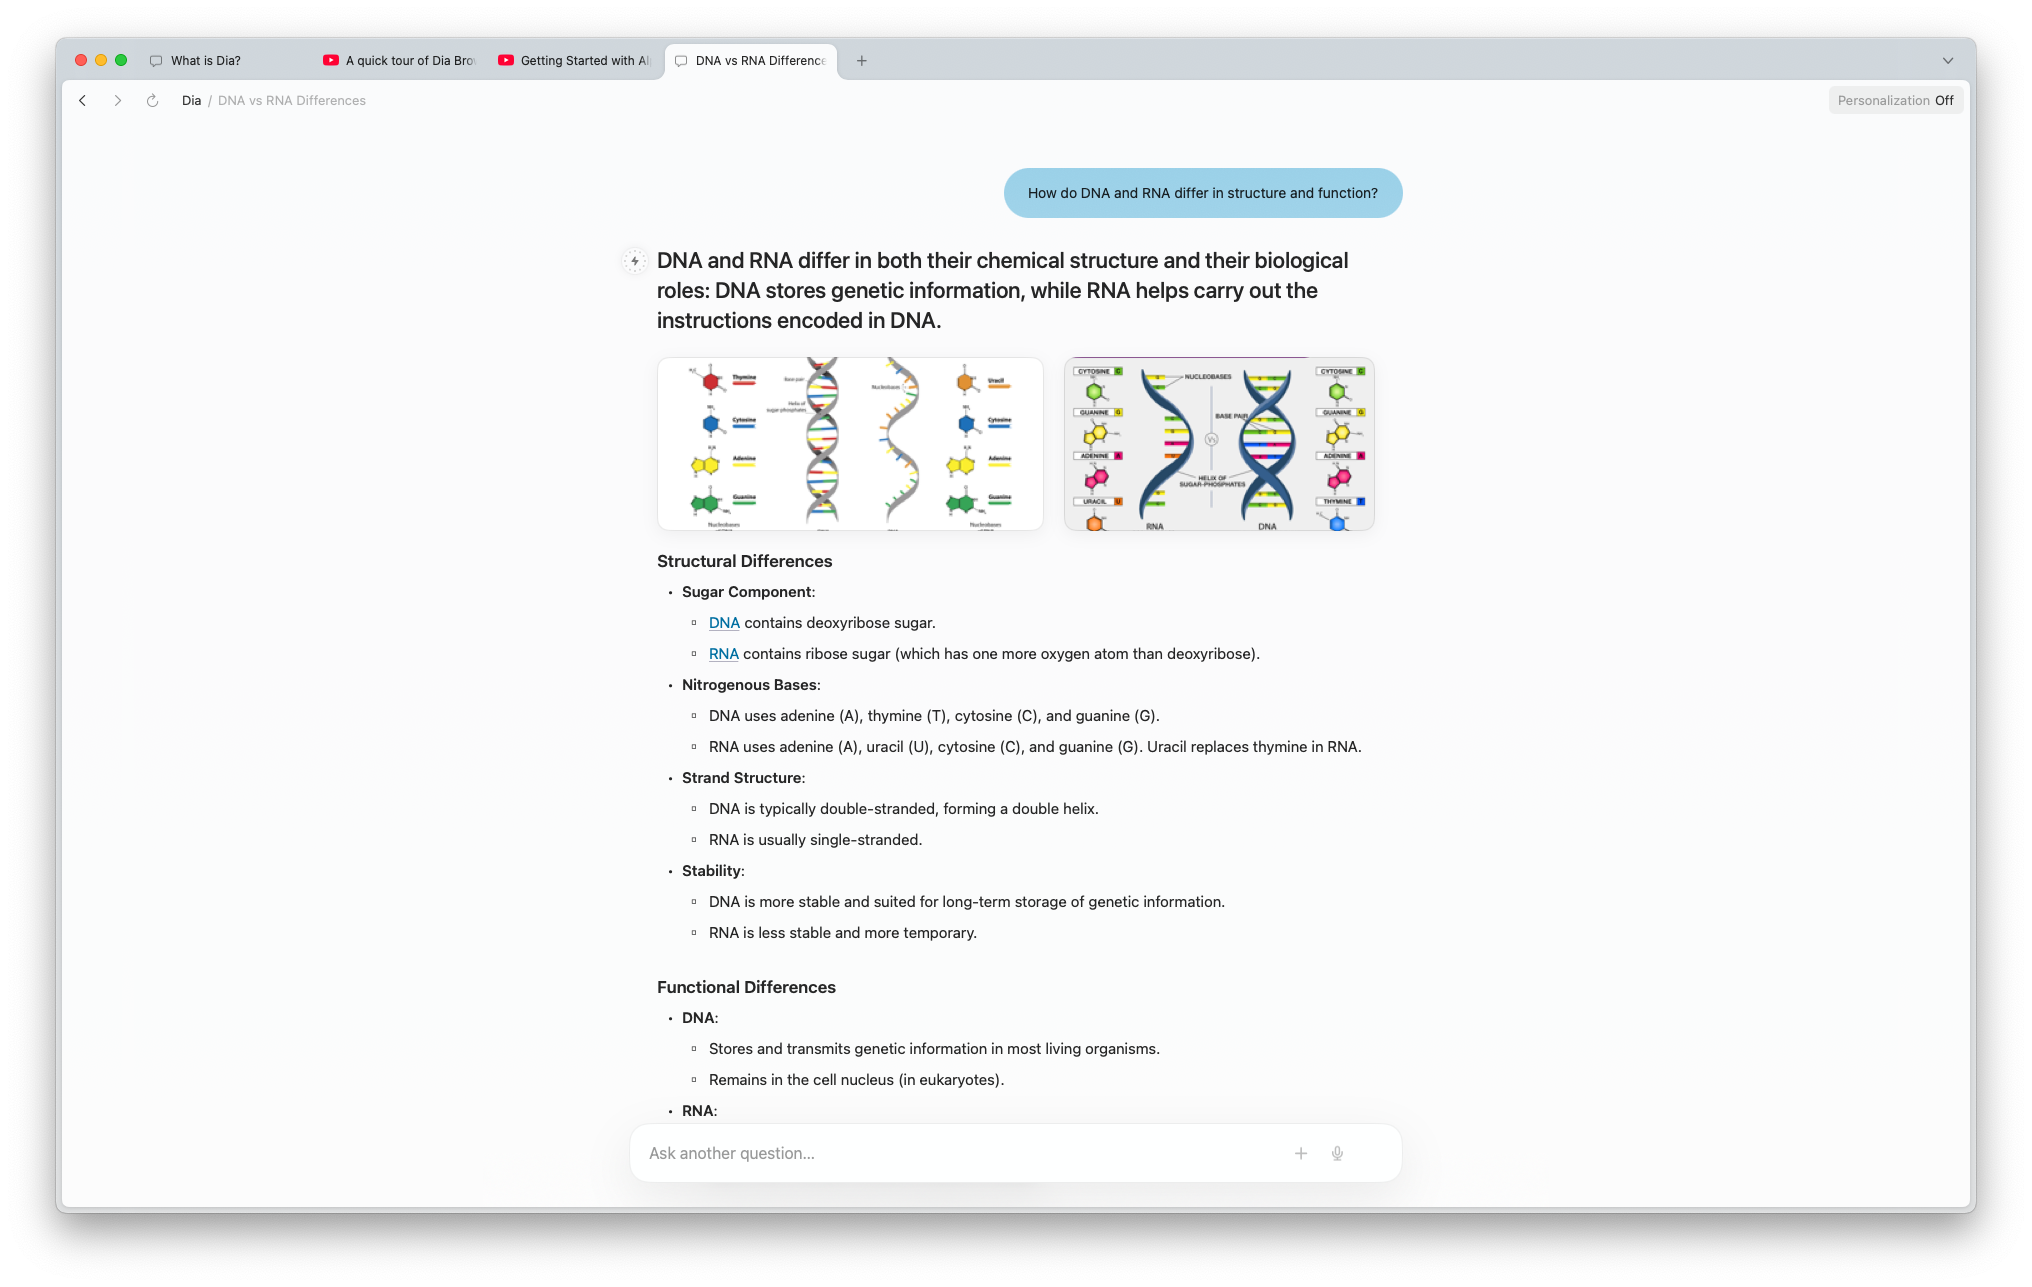 What is Dia?
A quick tour of Dia Bro
Getting Started with Al
DNA vs RNA Difference
Dia / DNA vs RNA Differences
Personalization Off
How do DNA and RNA differ in structure and function?
DNA and RNA differ in both their chemical structure and their biological
roles: DNA stores genetic information, while RNA helps carry out the
instructions encoded in DNA.
Thymine
Cytosine
Adenine
Guanine
Nucleobases
Base pair
Helix of
sugar-phosphates
Nucleobases
Uracil
Cytosine
Adenine
Guanine
Nucleobases
CYTOSINE C
GUANINE G
ADENINE A
URACIL U
NUCLEOBASES
BASE PAIR
VS
HELIX OF
SUGAR-PHOSPHATES
RNA
DNA
CYTOSINE C
GUANINE G
ADENINE A
THYMINE T
Structural Differences
• Sugar Component:
DNA contains deoxyribose sugar.
RNA contains ribose sugar (which has one more oxygen atom than deoxyribose).
• Nitrogenous Bases:
DNA uses adenine (A), thymine (T), cytosine (C), and guanine (G).
RNA uses adenine (A), uracil (U), cytosine (C), and guanine (G). Uracil replaces thymine in RNA.
• Strand Structure:
DNA is typically double-stranded, forming a double helix.
RNA is usually single-stranded.
• Stability:
DNA is more stable and suited for long-term storage of genetic information.
RNA is less stable and more temporary.
Functional Differences
• DNA:
Stores and transmits genetic information in most living organisms.
Remains in the cell nucleus (in eukaryotes).
• RNA:
Ask another question...